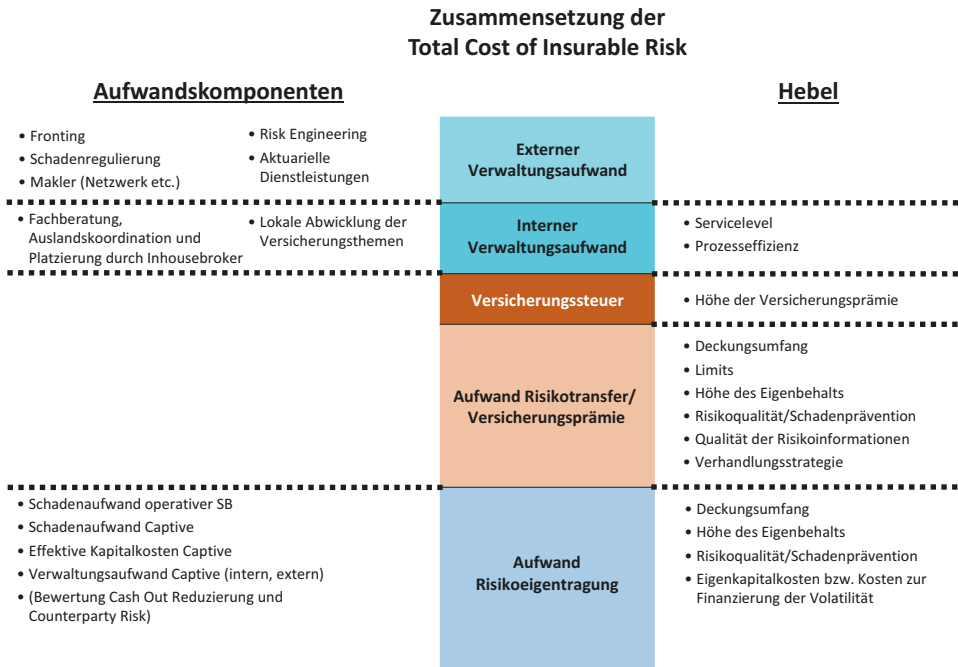 Zusammensetzung der
Total Cost of Insurable Risk
Aufwandskomponenten
Hebel
• Fronting
• Schadenregulierung
• Makler (Netzwerk etc.)
• Risk Engineering
• Aktuarielle
Dienstleistungen
Externer
Verwaltungsaufwand
• Fachberatung,
Auslandskoordination und
Platzierung durch Inhousebroker
• Lokale Abwicklung der
Versicherungsthemen
Interner
Verwaltungsaufwand
• Servicelevel
• Prozesseffizienz
Versicherungssteuer
• Höhe der Versicherungsprämie
Aufwand Risikotransfer/
Versicherungsprämie
• Deckungsumfang
• Limits
• Höhe des Eigenbehalts
• Risikoqualität/Schadenprävention
• Qualität der Risikoinformationen
• Verhandlungsstrategie
• Schadenaufwand operativer SB
• Schadenaufwand Captive
• Effektive Kapitalkosten Captive
• Verwaltungsaufwand Captive (intern, extern)
• (Bewertung Cash Out Reduzierung und
Counterparty Risk)
Aufwand
Risikoeigentragung
• Deckungsumfang
• Höhe des Eigenbehalts
• Risikoqualität/Schadenprävention
• Eigenkapitalkosten bzw. Kosten zur
Finanzierung der Volatilität